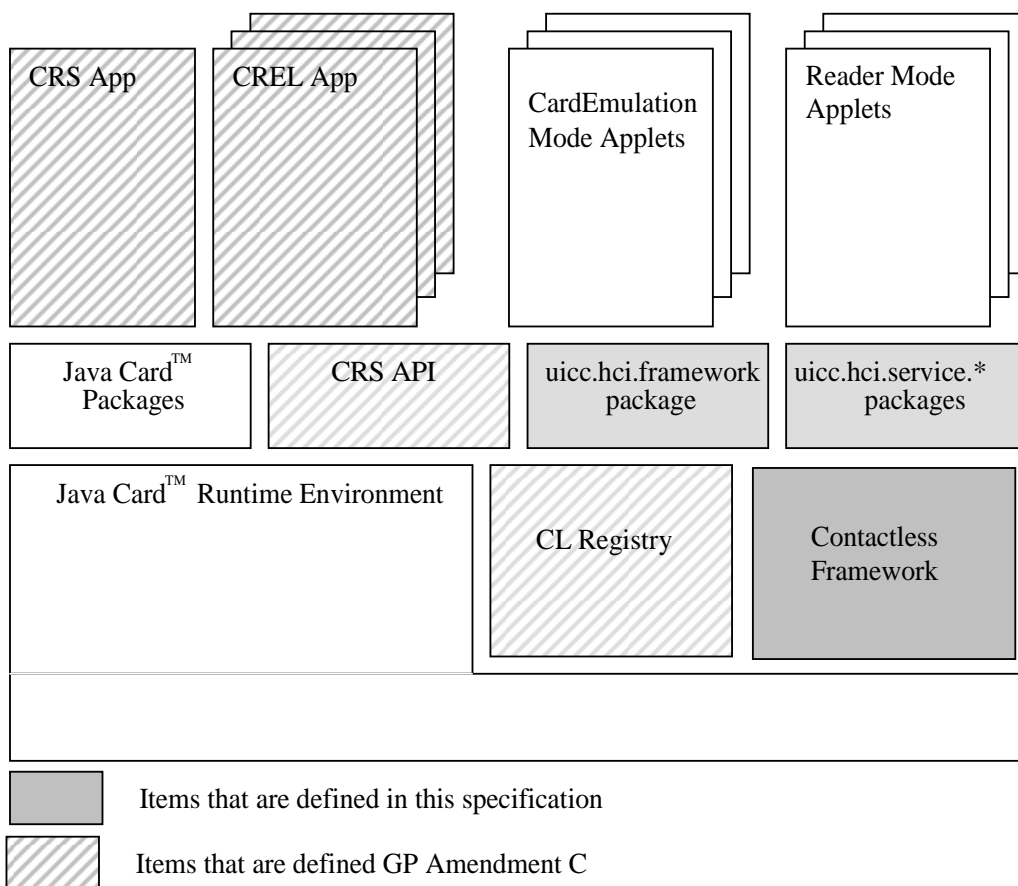 CRS App
CREL App
CardEmulation
Mode Applets
Reader Mode
Applets
Java Card™
Packages
CRS API
uicc.hci.framework
package
uicc.hci.service.*
packages
Java Card™ Runtime Environment
CL Registry
Contactless
Framework
Items that are defined in this specification
Items that are defined GP Amendment C